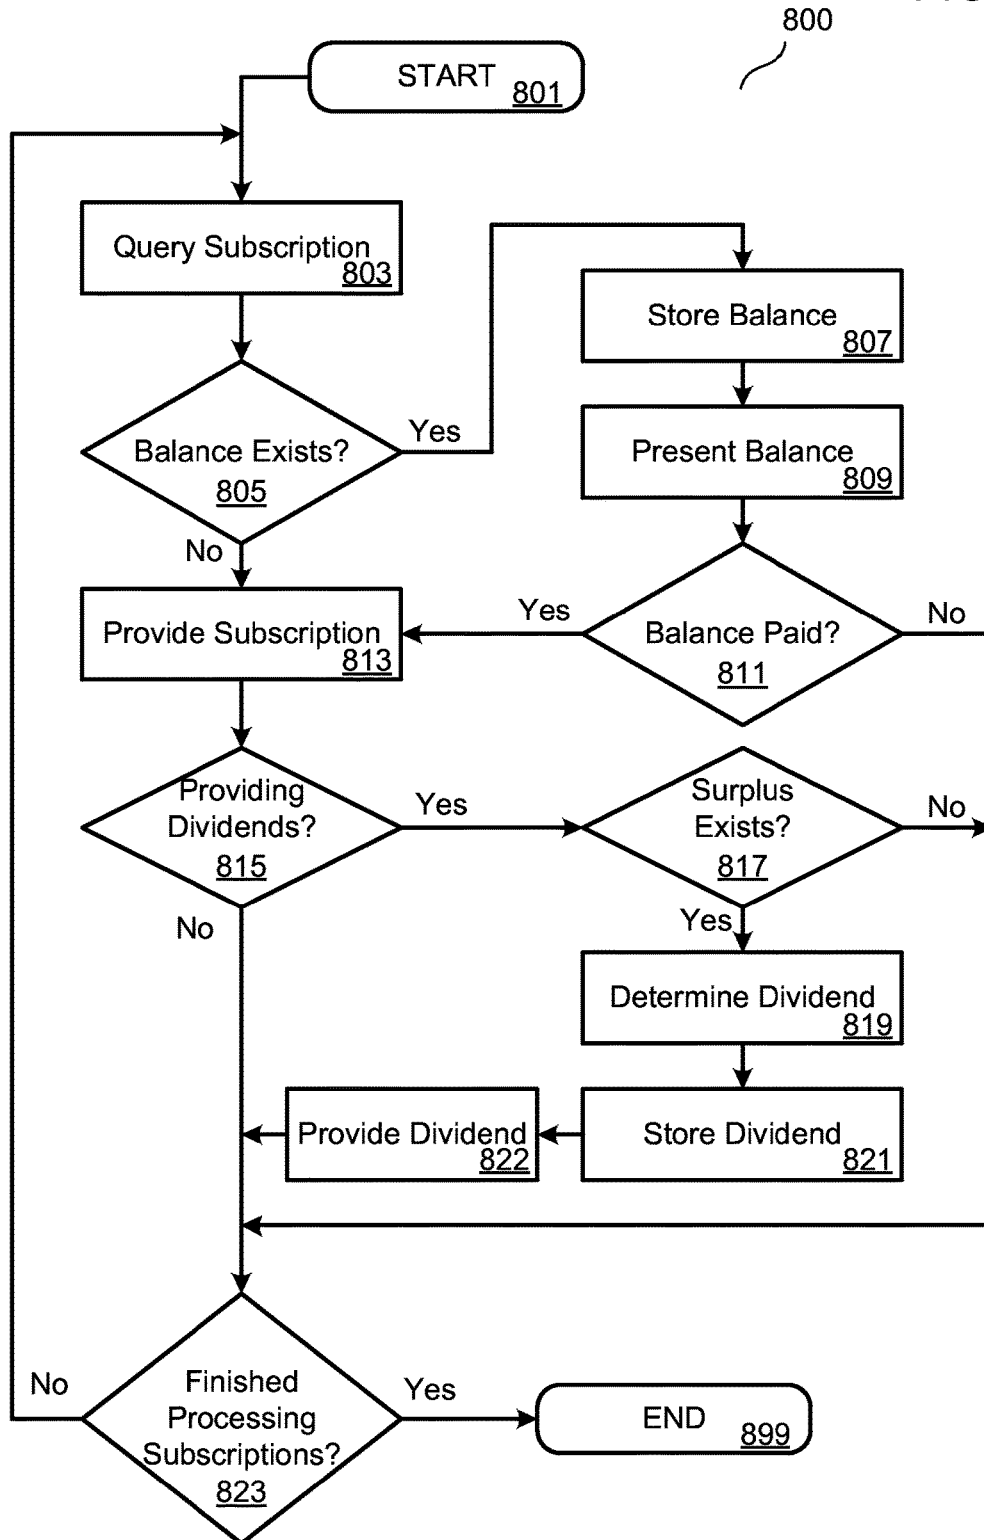 800
START
801
Query Subscription
803
Store Balance
807
Balance Exists?
805
Yes
No
Present Balance
809
Provide Subscription
813
Yes
Balance Paid?
811
No
Providing
Dividends?
815
Yes
No
Surplus
Exists?
817
No
Yes
Determine Dividend
819
Provide Dividend
822
Store Dividend
821
No
Finished
Processing
Subscriptions?
823
Yes
END
899